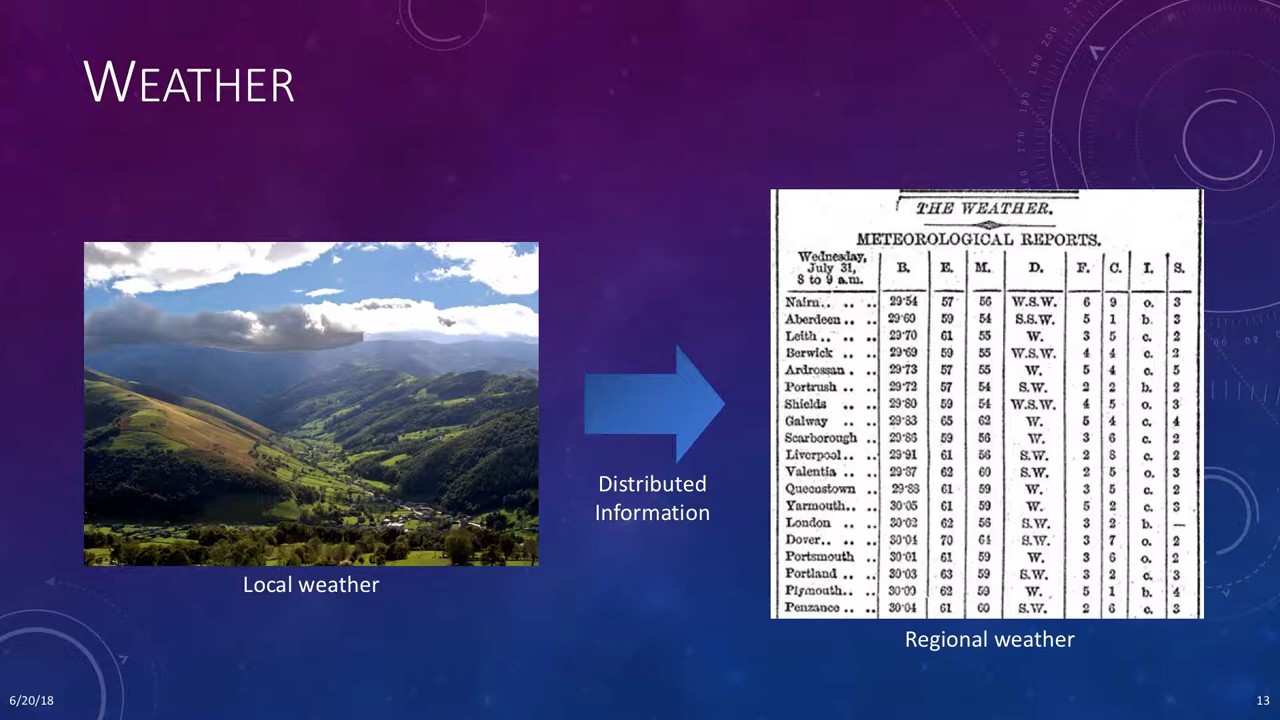 WEATHER
THE WEATHER.
METEOROLOGICAL REPORTS.
Wednesday, July 31, 8 to 9 a.m. B. E. M. D. F. C. I. S.
Nairn.. .. .. 29·54 57 56 W.S.W. 6 9 o. 3
Aberdeen.. .. 29·60 59 54 S.S.W. 5 1 b. 3
Leith .. .. .. 29·70 61 55 W. 3 5 c. 2
Berwick .. .. 29·69 59 55 W.S.W. 4 4 c. 2
Ardrossan . .. 29·73 57 55 W. 5 4 c. 5
Portrush .. .. 29·72 57 54 S.W. 2 2 b. 2
Shields .. .. 29·80 59 54 W.S.W. 4 5 o. 3
Galway .. .. 29·83 65 62 W. 5 4 c. 4
Scarborough .. 29·86 59 56 W. 3 6 c. 2
Liverpool.. .. 29·91 61 56 S.W. 2 8 c. 2
Valentia .. .. 29·87 62 60 S.W. 2 5 o. 3
Queenstown .. 29·88 61 59 W. 3 5 c. 2
Yarmouth.. .. 30·05 61 59 W. 5 2 c. 3
London .. .. 30·02 62 56 S.W. 3 2 b. —
Dover.. .. .. 30·04 70 61 S.W. 3 7 o. 2
Portsmouth .. 30·01 61 59 W. 3 6 o. 2
Portland .. .. 30·03 63 59 S.W. 3 2 c. 3
Plymouth.. .. 30·00 62 59 W. 5 1 b. 4
Penzance .. .. 30·04 61 60 S.W. 2 6 c. 3
Distributed
Information
Local weather
Regional weather
6/20/18
13
160
170
180
190
200
210
06 08